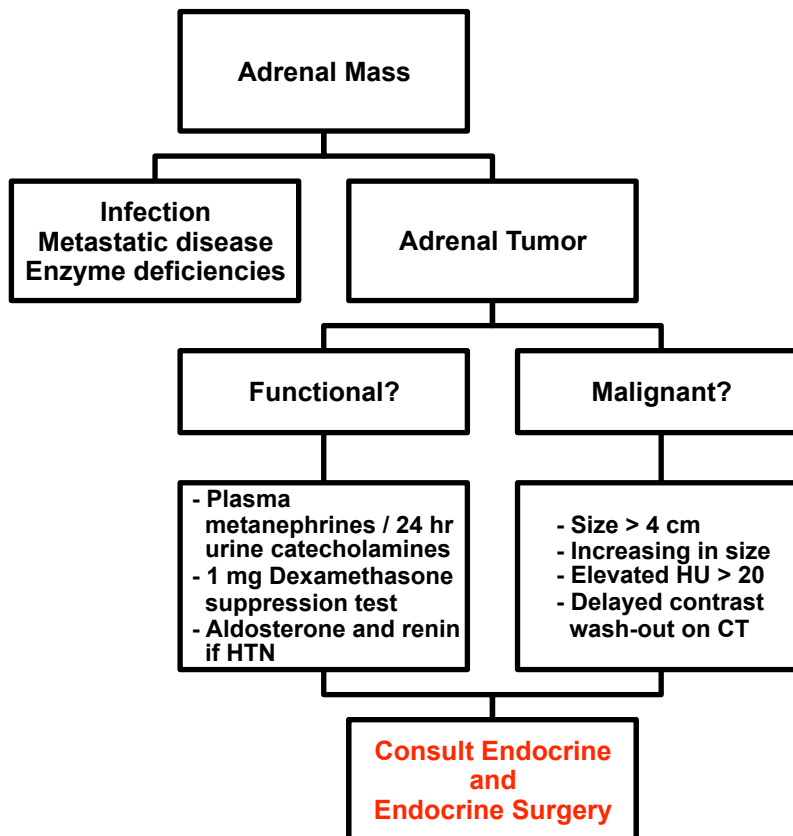 Adrenal Mass
Infection
Metastatic disease
Enzyme deficiencies
Adrenal Tumor
Functional?
Malignant?
- Plasma
metanephrines / 24 hr
urine catecholamines
- 1 mg Dexamethasone
suppression test
- Aldosterone and renin
if HTN
- Size > 4 cm
- Increasing in size
- Elevated HU > 20
- Delayed contrast
wash-out on CT
Consult Endocrine
and
Endocrine Surgery